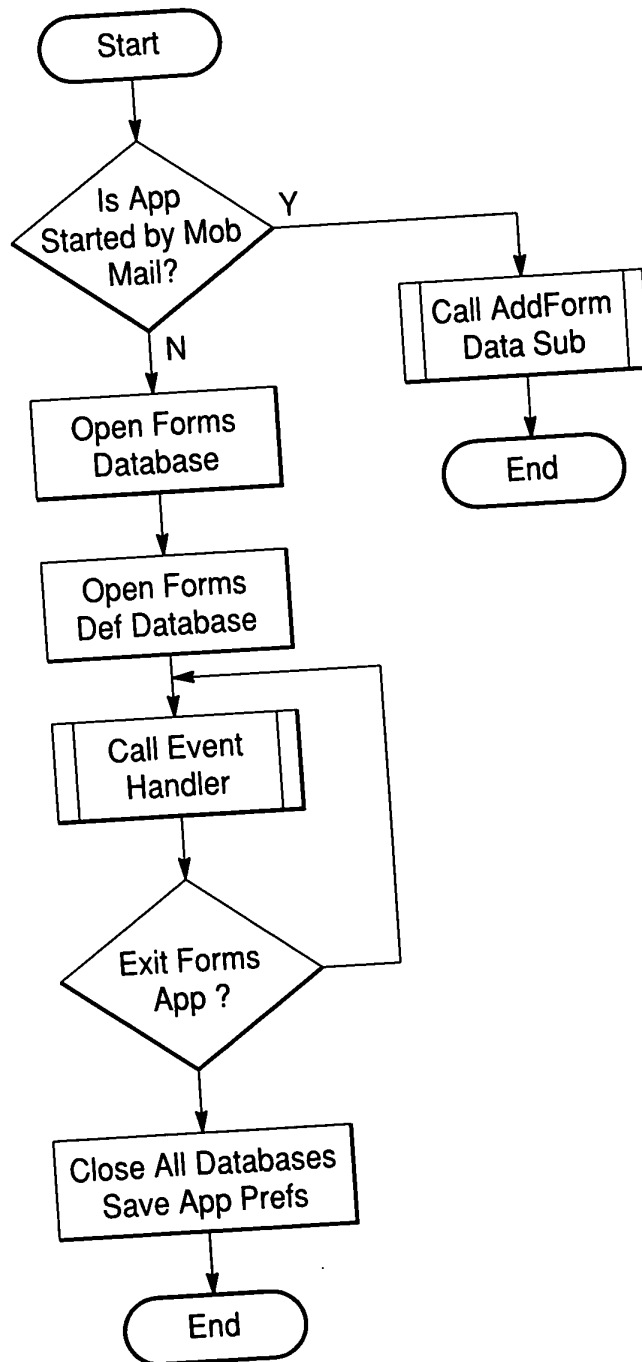 Start
Is App
Started by Mob
Mail?
Y
N
Call AddForm
Data Sub
End
Open Forms
Database
Open Forms
Def Database
Call Event
Handler
Exit Forms
App ?
Close All Databases
Save App Prefs
End